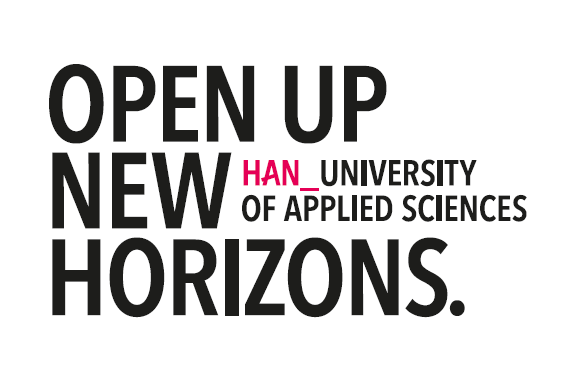 OPEN UP
NEW
HAN_UNIVERSITY
OF APPLIED SCIENCES
HORIZONS.